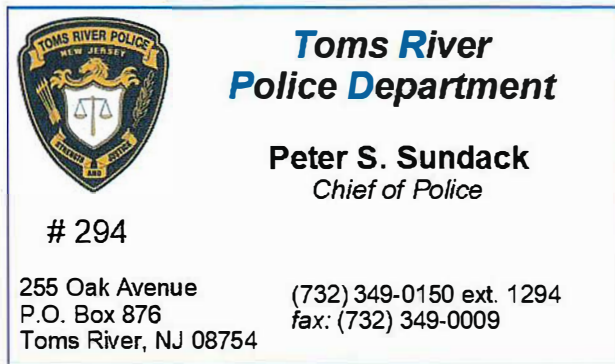 TOMS RIVER POLICE
NEW JERSEY
STRENGTH AND JUSTICE
Toms River
Police Department
Peter S. Sundack
Chief of Police
# 294
255 Oak Avenue
P.O. Box 876
Toms River, NJ 08754
(732) 349-0150 ext. 1294
fax: (732) 349-0009